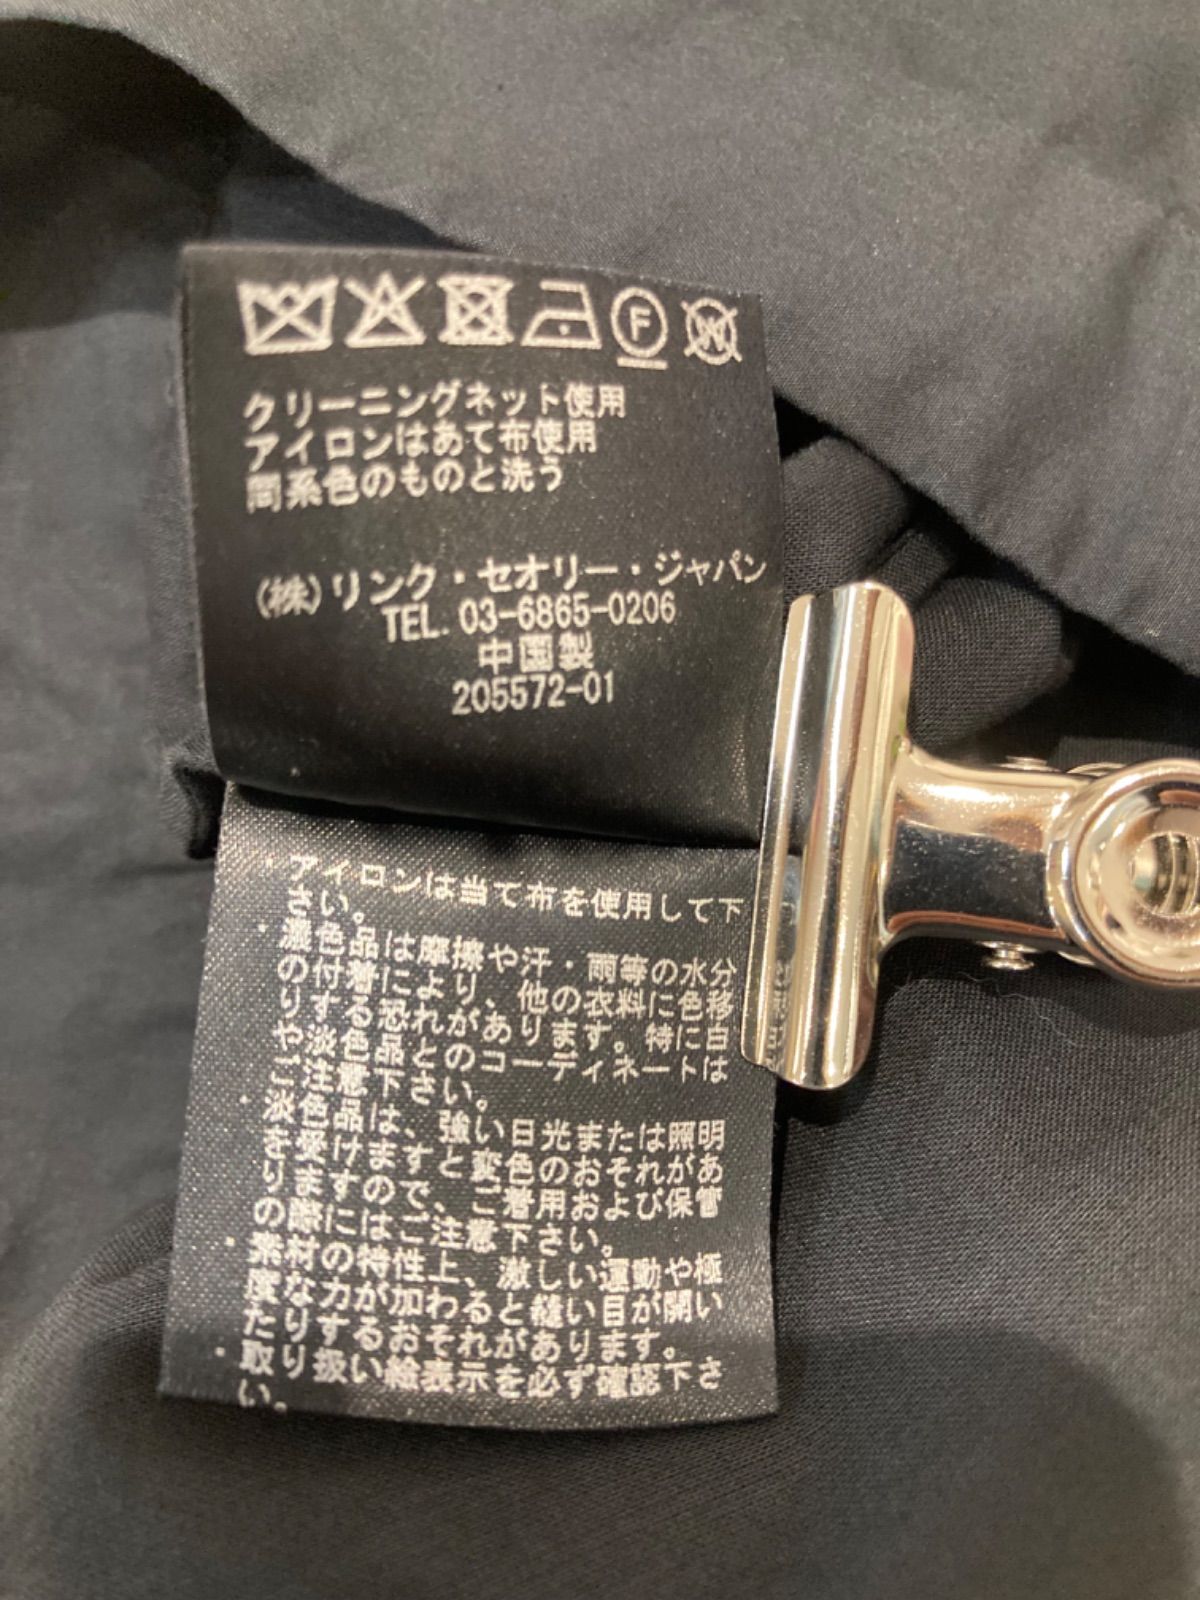 F W
クリーニングネット使用
アイロンはあて布使用
同系色のものと洗う
(株)リンク・セオリー・ジャパン
TEL. 03-6865-0206
中国製
205572-01
・アイロンは当て布を使用して下
さい。
・濃色品は摩擦や汗・雨等の水分
の付着により、他の衣料に色移
りする恐れがあります。特に白
や淡色品とのコーディネートは
ご注意下さい。
・淡色品は、強い日光または照明
を受けますと変色のおそれがあ
りますので、ご着用および保管
の際にはご注意下さい。
・素材の特性上、激しい運動や極
度な力が加わると縫い目が開い
たりするおそれがあります。
・取り扱い絵表示を必ず確認下さ
い。